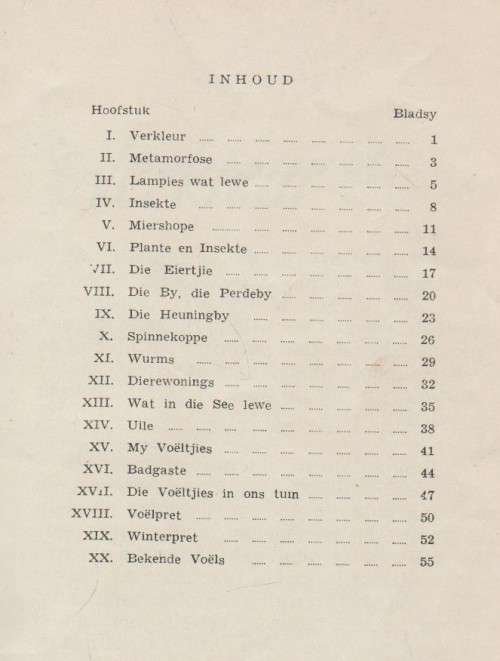 INHOUD
Hoofstuk Bladsy
I. Verkleur ...... ...... ...... ...... ...... ...... ...... ...... 1
II. Metamorfose ...... ...... ...... ...... ...... ...... ...... 3
III. Lampies wat lewe ...... ...... ...... ...... ...... ...... 5
IV. Insekte ...... ...... ...... ...... ...... ...... ...... ...... 8
V. Miershope ...... ...... ...... ...... ...... ...... ...... 11
VI. Plante en Insekte ...... ...... ...... ...... ...... ...... 14
VII. Die Eiertjie ...... ...... ...... ...... ...... ...... ...... 17
VIII. Die By, die Perdeby ...... ...... ...... ...... ...... 20
IX. Die Heuningby ...... ...... ...... ...... ...... ...... 23
X. Spinnekoppe ...... ...... ...... ...... ...... ...... ...... 26
XI. Wurms ...... ...... ...... ...... ...... ...... ...... ...... 29
XII. Dierewonings ...... ...... ...... ...... ...... ...... ...... 32
XIII. Wat in die See lewe ...... ...... ...... ...... ...... 35
XIV. Uile ...... ...... ...... ...... ...... ...... ...... ...... 38
XV. My Voëltjies ...... ...... ...... ...... ...... ...... ...... 41
XVI. Badgaste ...... ...... ...... ...... ...... ...... ...... ...... 44
XVII. Die Voëltjies in ons tuin ...... ...... ...... ...... 47
XVIII. Voëlpret ...... ...... ...... ...... ...... ...... ...... ...... 50
XIX. Winterpret ...... ...... ...... ...... ...... ...... ...... 52
XX. Bekende Voëls ...... ...... ...... ...... ...... ...... 55